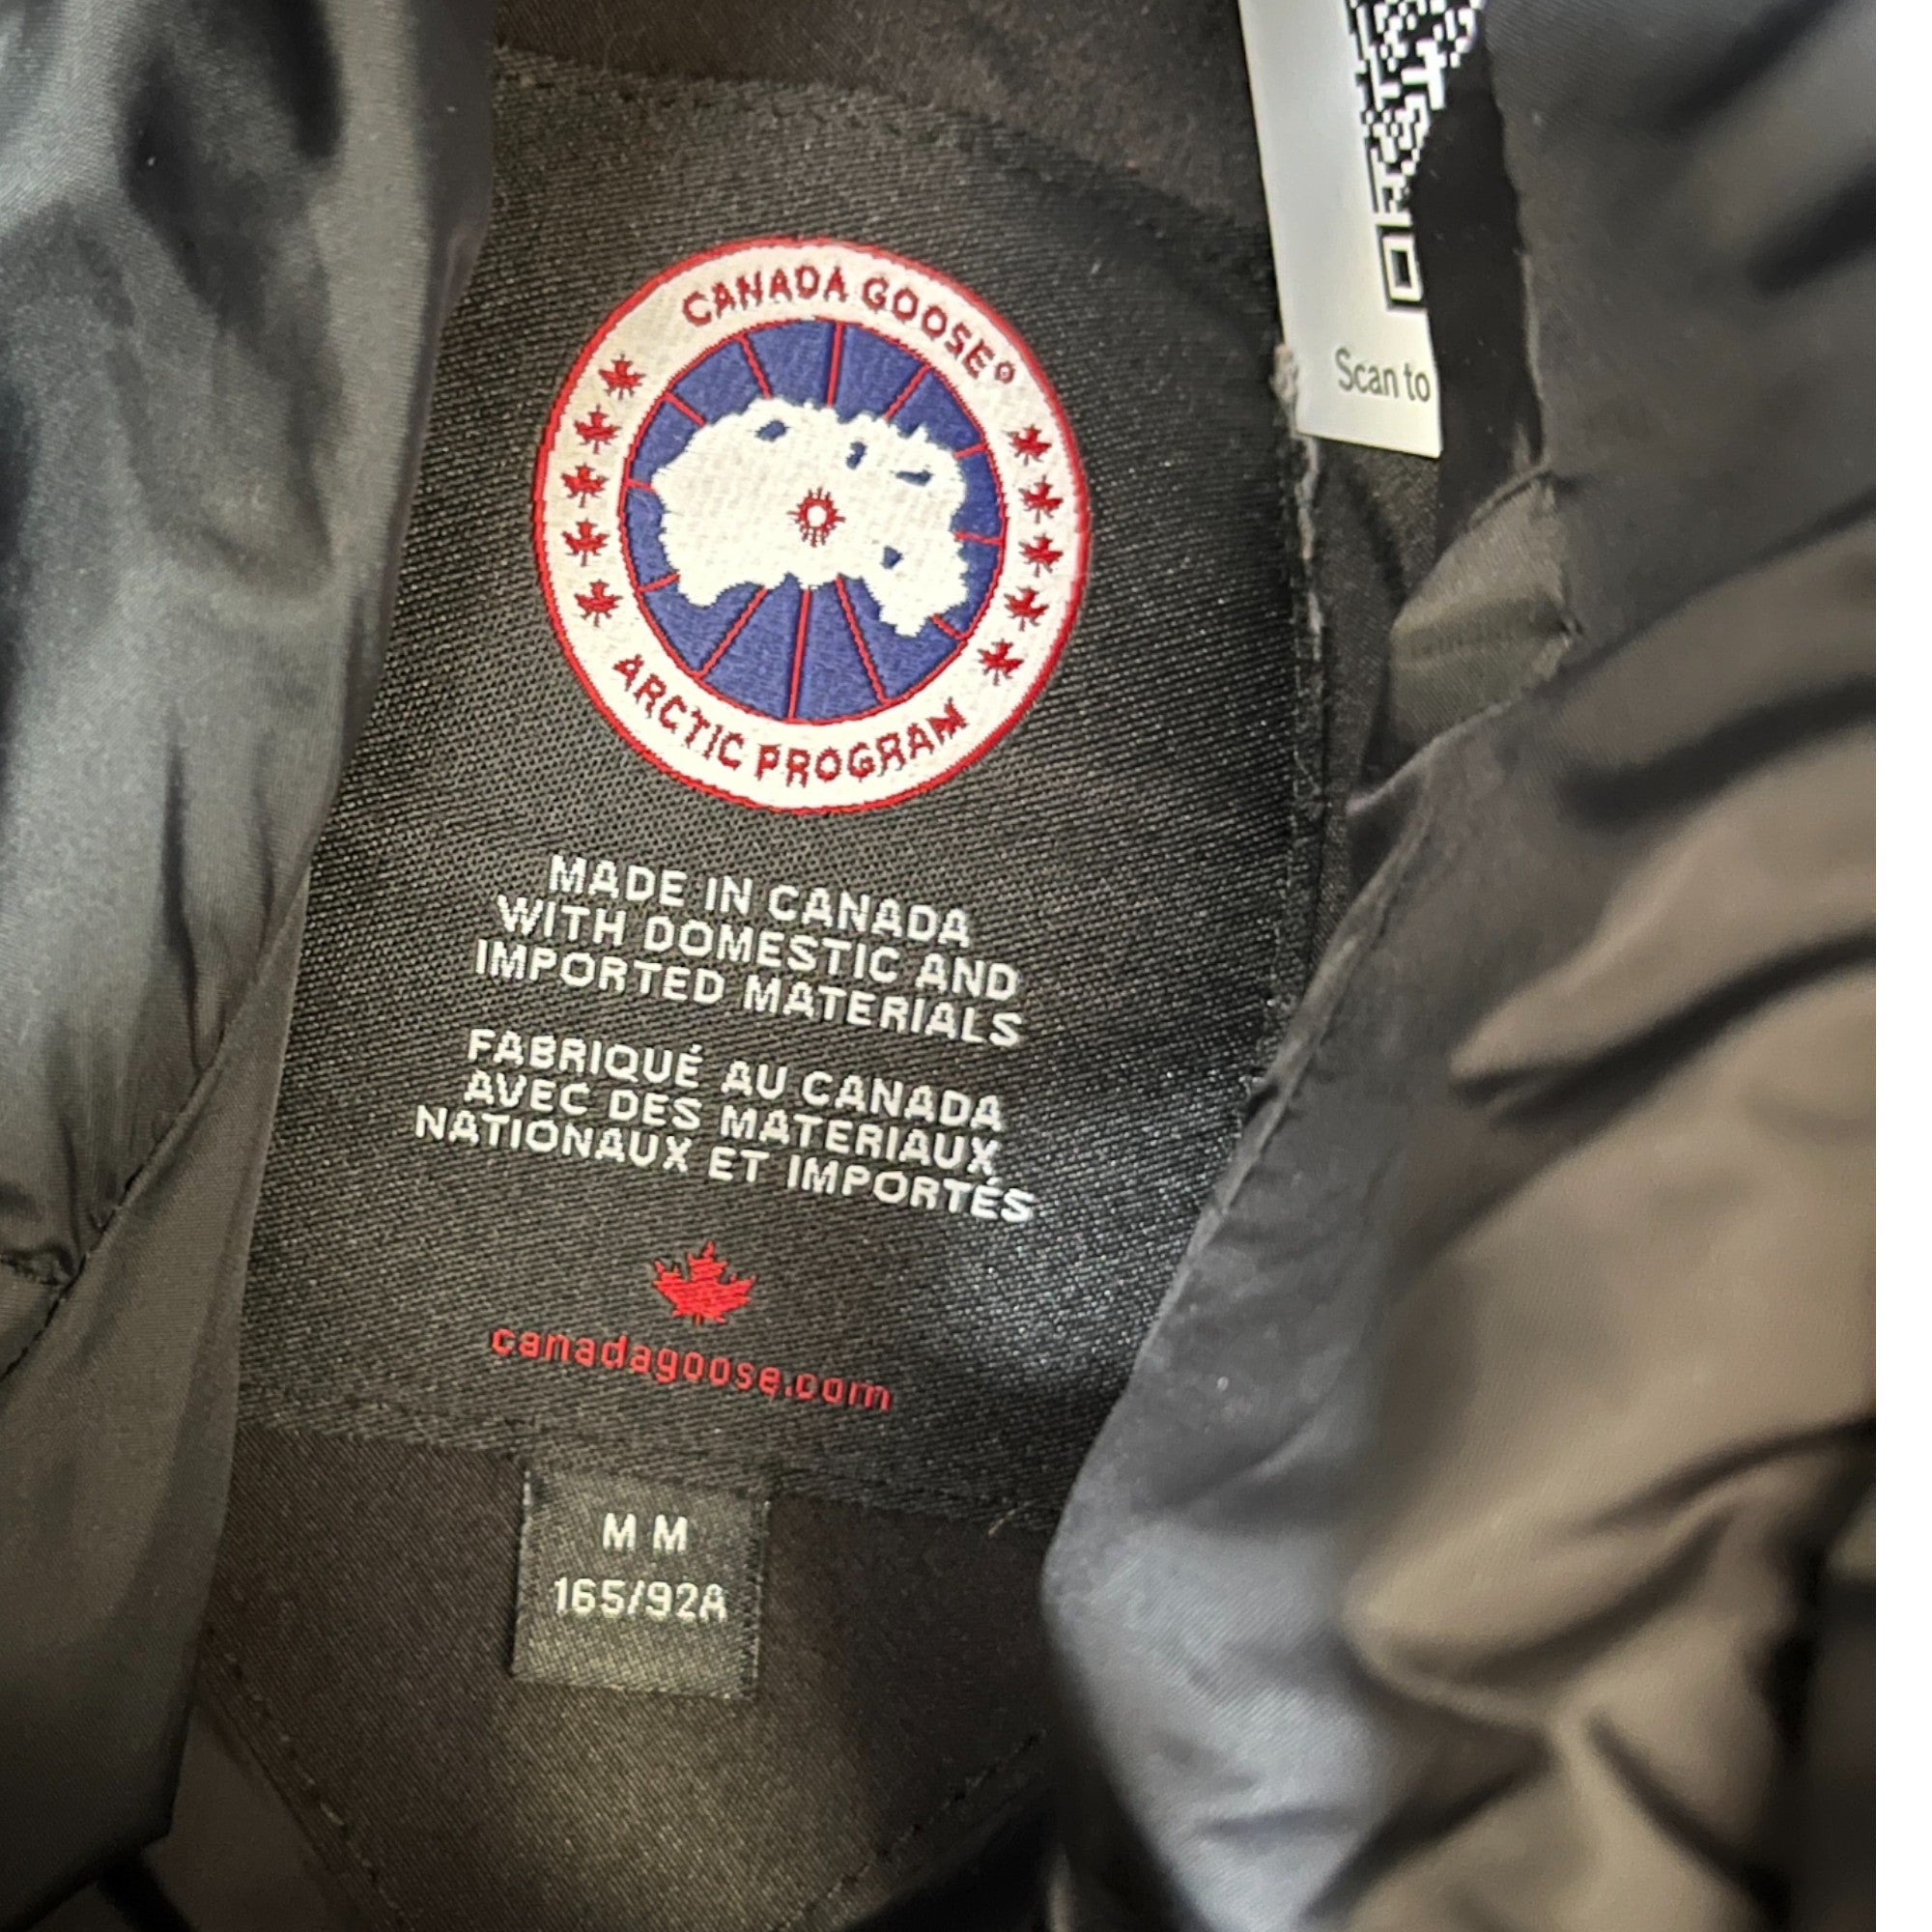 CANADA GOOSE®
ARCTIC PROGRAM
Scan to
MADE IN CANADA
WITH DOMESTIC AND
IMPORTED MATERIALS
FABRIQUÉ AU CANADA
AVEC DES MATERIAUX
NATIONAUX ET IMPORTÉS
canadagoose.com
M M
165/92A